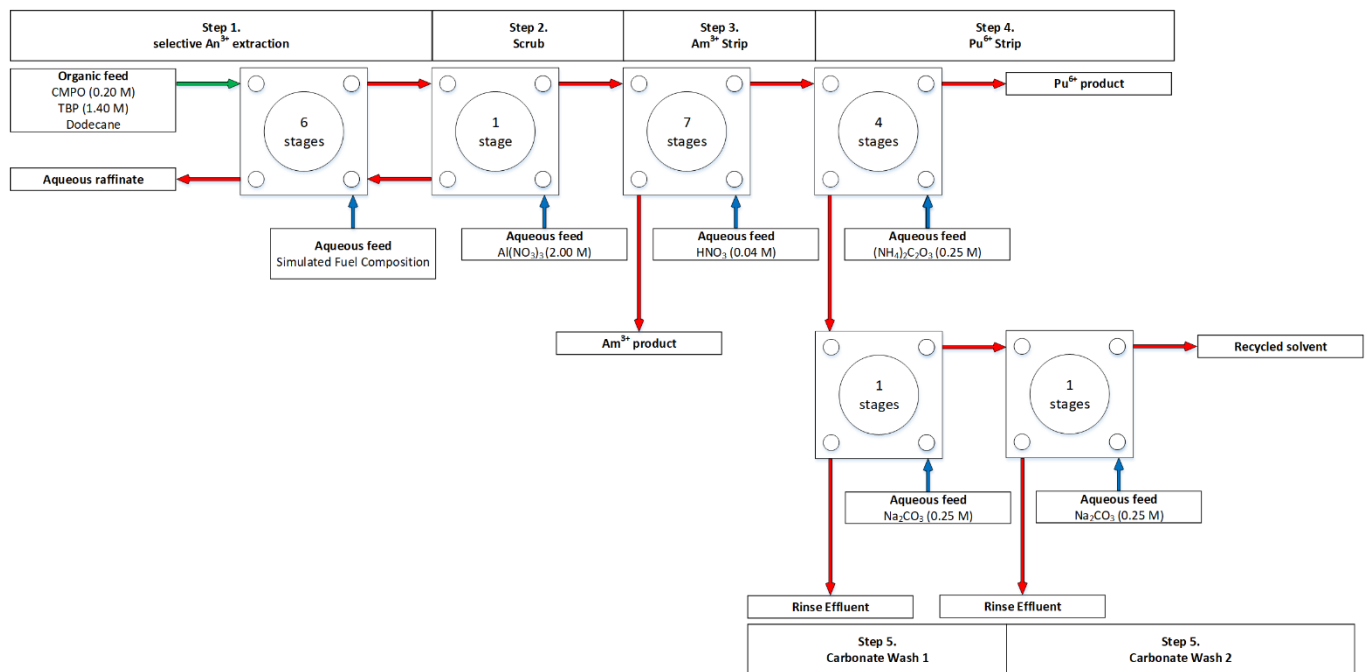 Step 1.
selective An³⁺ extraction
Step 2.
Scrub
Step 3.
Am³⁺ Strip
Step 4.
Pu⁶⁺ Strip
Organic feed
CMPO (0.20 M)
TBP (1.40 M)
Dodecane
6
stages
1
stage
7
stages
4
stages
Pu⁶⁺ product
Aqueous raffinate
Aqueous feed
Simulated Fuel Composition
Aqueous feed
Al(NO₃)₃ (2.00 M)
Aqueous feed
HNO₃ (0.04 M)
Aqueous feed
(NH₄)₂C₂O₃ (0.25 M)
Am³⁺ product
1
stages
1
stages
Recycled solvent
Aqueous feed
Na₂CO₃ (0.25 M)
Aqueous feed
Na₂CO₃ (0.25 M)
Rinse Effluent
Rinse Effluent
Step 5.
Carbonate Wash 1
Step 5.
Carbonate Wash 2